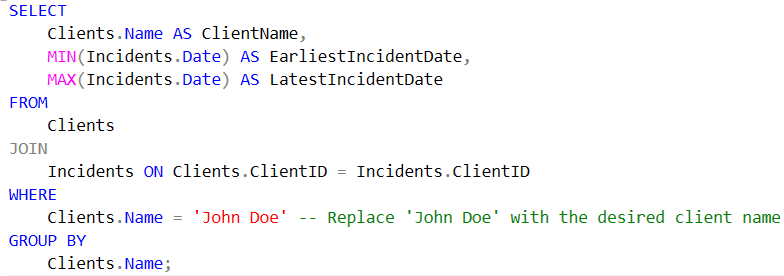 SELECT
    Clients.Name AS ClientName,
    MIN(Incidents.Date) AS EarliestIncidentDate,
    MAX(Incidents.Date) AS LatestIncidentDate
FROM
    Clients
JOIN
    Incidents ON Clients.ClientID = Incidents.ClientID
WHERE
    Clients.Name = 'John Doe' -- Replace 'John Doe' with the desired client name
GROUP BY
    Clients.Name;